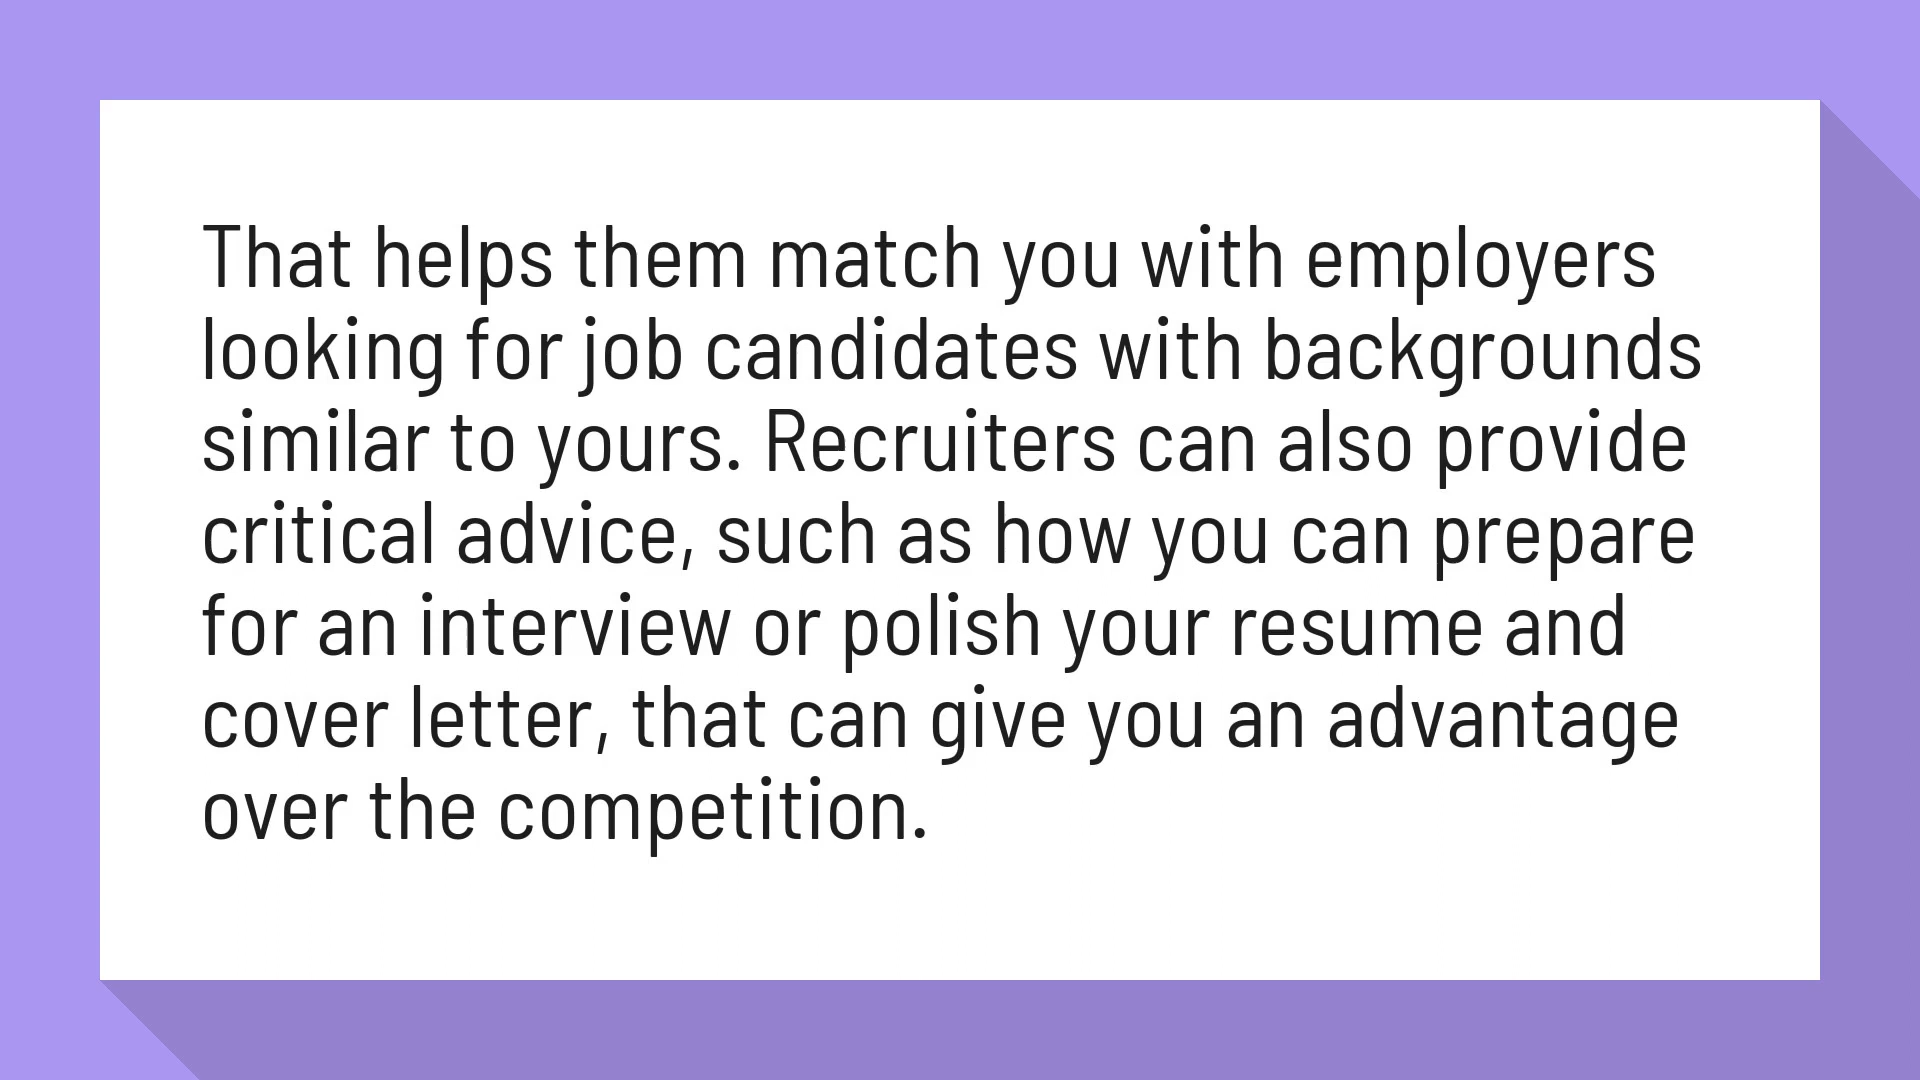 That helps them match you with employers
looking for job candidates with backgrounds
similar to yours. Recruiters can also provide
critical advice, such as how you can prepare
for an interview or polish your resume and
cover letter, that can give you an advantage
over the competition.